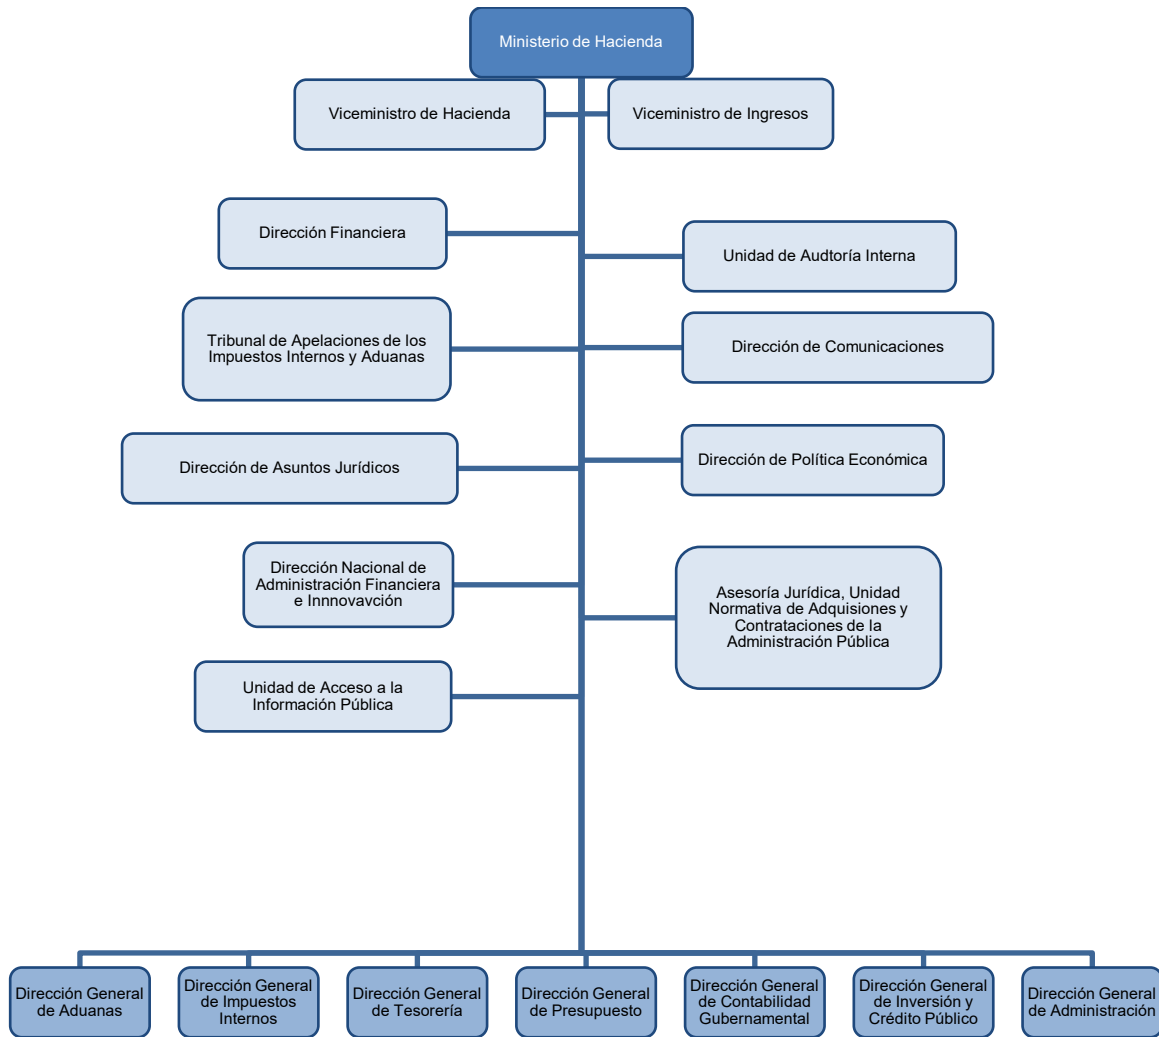 Ministerio de Hacienda
Viceministro de Hacienda
Viceministro de Ingresos
Dirección Financiera
Unidad de Audtoría Interna
Tribunal de Apelaciones de los
Impuestos Internos y Aduanas
Dirección de Comunicaciones
Dirección de Asuntos Jurídicos
Dirección de Política Económica
Dirección Nacional de
Administración Financiera
e Innnovavción
Asesoría Jurídica, Unidad
Normativa de Adquisiones y
Contrataciones de la
Administración Pública
Unidad de Acceso a la
Información Pública
Dirección General
de Aduanas
Dirección General
de Impuestos
Internos
Dirección General
de Tesorería
Dirección General
de Presupuesto
Dirección General
de Contabilidad
Gubernamental
Dirección General
de Inversión y
Crédito Público
Dirección General
de Administración